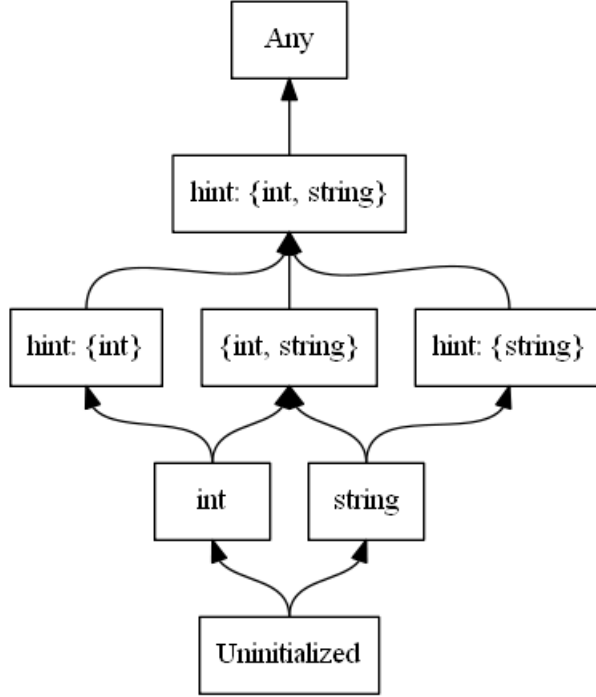 Any
hint: {int, string}
hint: {int}
{int, string}
hint: {string}
int
string
Uninitialized